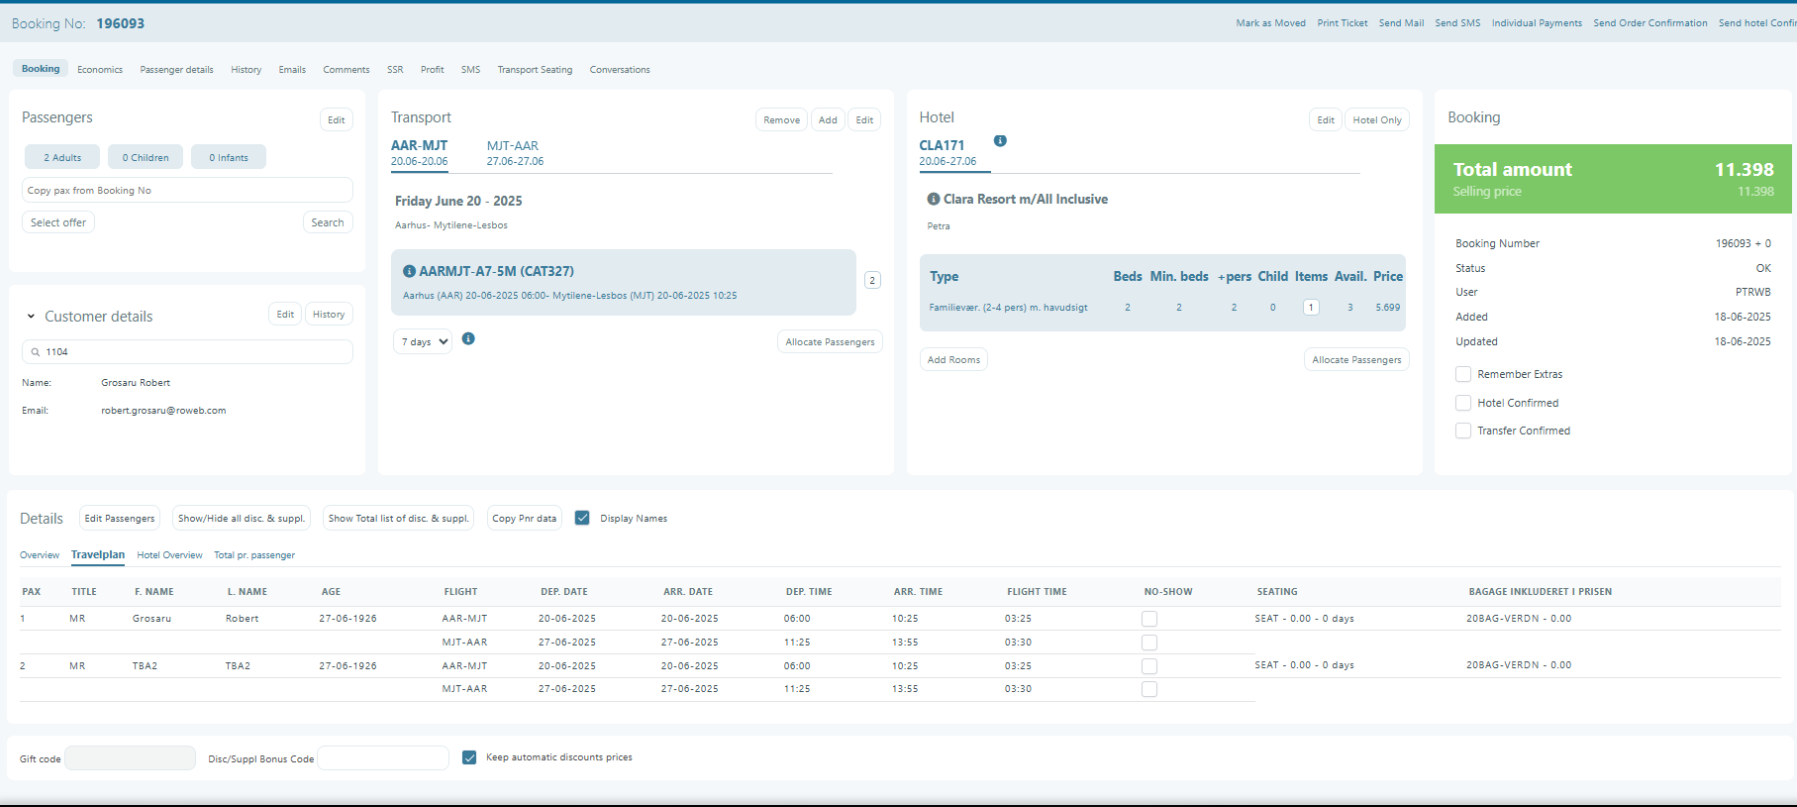 Booking No: 196093
Mark as Moved Print Ticket Send Mail Send SMS Individual Payments Send Order Confirmation Send hotel Confir
Booking Economics Passenger details History Emails Comments SSR Profit SMS Transport Seating Conversations
Passengers
Edit
2 Adults 0 Children 0 Infants
Copy pax from Booking No
Select offer Search
Customer details
Edit History
1104
Name: Grosaru Robert
Email: robert.grosaru@roweb.com
Transport
Remove Add Edit
AAR-MJT MJT-AAR
20.06-20.06 27.06-27.06
Friday June 20 - 2025
Aarhus- Mytilene-Lesbos
AARMJT-A7-5M (CAT327)
Aarhus (AAR) 20-06-2025 06:00- Mytilene-Lesbos (MJT) 20-06-2025 10:25
2
7 days Allocate Passengers
Hotel
Edit Hotel Only
CLA171
20.06-27.06
Clara Resort m/All Inclusive
Petra
Type Beds Min. beds +pers Child Items Avail. Price
Familievær. (2-4 pers) m. havudsigt 2 2 2 0 1 3 5.699
Add Rooms Allocate Passengers
Booking
Total amount 11.398
Selling price 11.398
Booking Number 196093 + 0
Status OK
User PTRWB
Added 18-06-2025
Updated 18-06-2025
Remember Extras
Hotel Confirmed
Transfer Confirmed
Details Edit Passengers Show/Hide all disc. & suppl. Show Total list of disc. & suppl. Copy Pnr data Display Names
Overview Travelplan Hotel Overview Total pr. passenger
PAX TITLE F. NAME L. NAME AGE FLIGHT DEP. DATE ARR. DATE DEP. TIME ARR. TIME FLIGHT TIME NO-SHOW SEATING BAGAGE INKLUDERET I PRISEN
1 MR Grosaru Robert 27-06-1926 AAR-MJT 20-06-2025 20-06-2025 06:00 10:25 03:25 SEAT - 0.00 - 0 days 20BAG-VERDN - 0.00
MJT-AAR 27-06-2025 27-06-2025 11:25 13:55 03:30
2 MR TBA2 TBA2 27-06-1926 AAR-MJT 20-06-2025 20-06-2025 06:00 10:25 03:25 SEAT - 0.00 - 0 days 20BAG-VERDN - 0.00
MJT-AAR 27-06-2025 27-06-2025 11:25 13:55 03:30
Gift code Disc/Suppl Bonus Code Keep automatic discounts prices